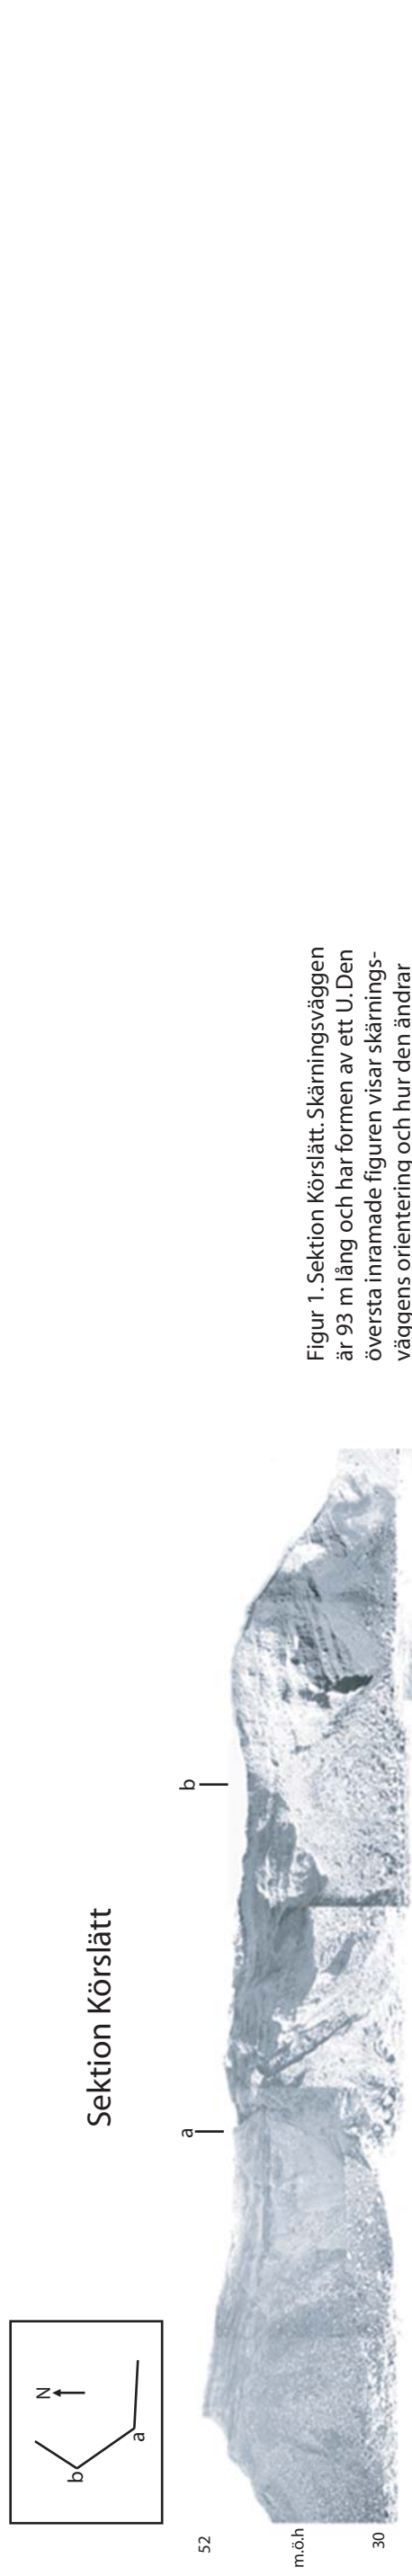 Sektion Körslätt
N
b
a
a
b
52
m.ö.h
30
Figur 1. Sektion Körslätt. Skärningsväggen
är 93 m lång och har formen av ett U. Den
översta inramade figuren visar skärnings-
väggens orientering och hur den ändrar